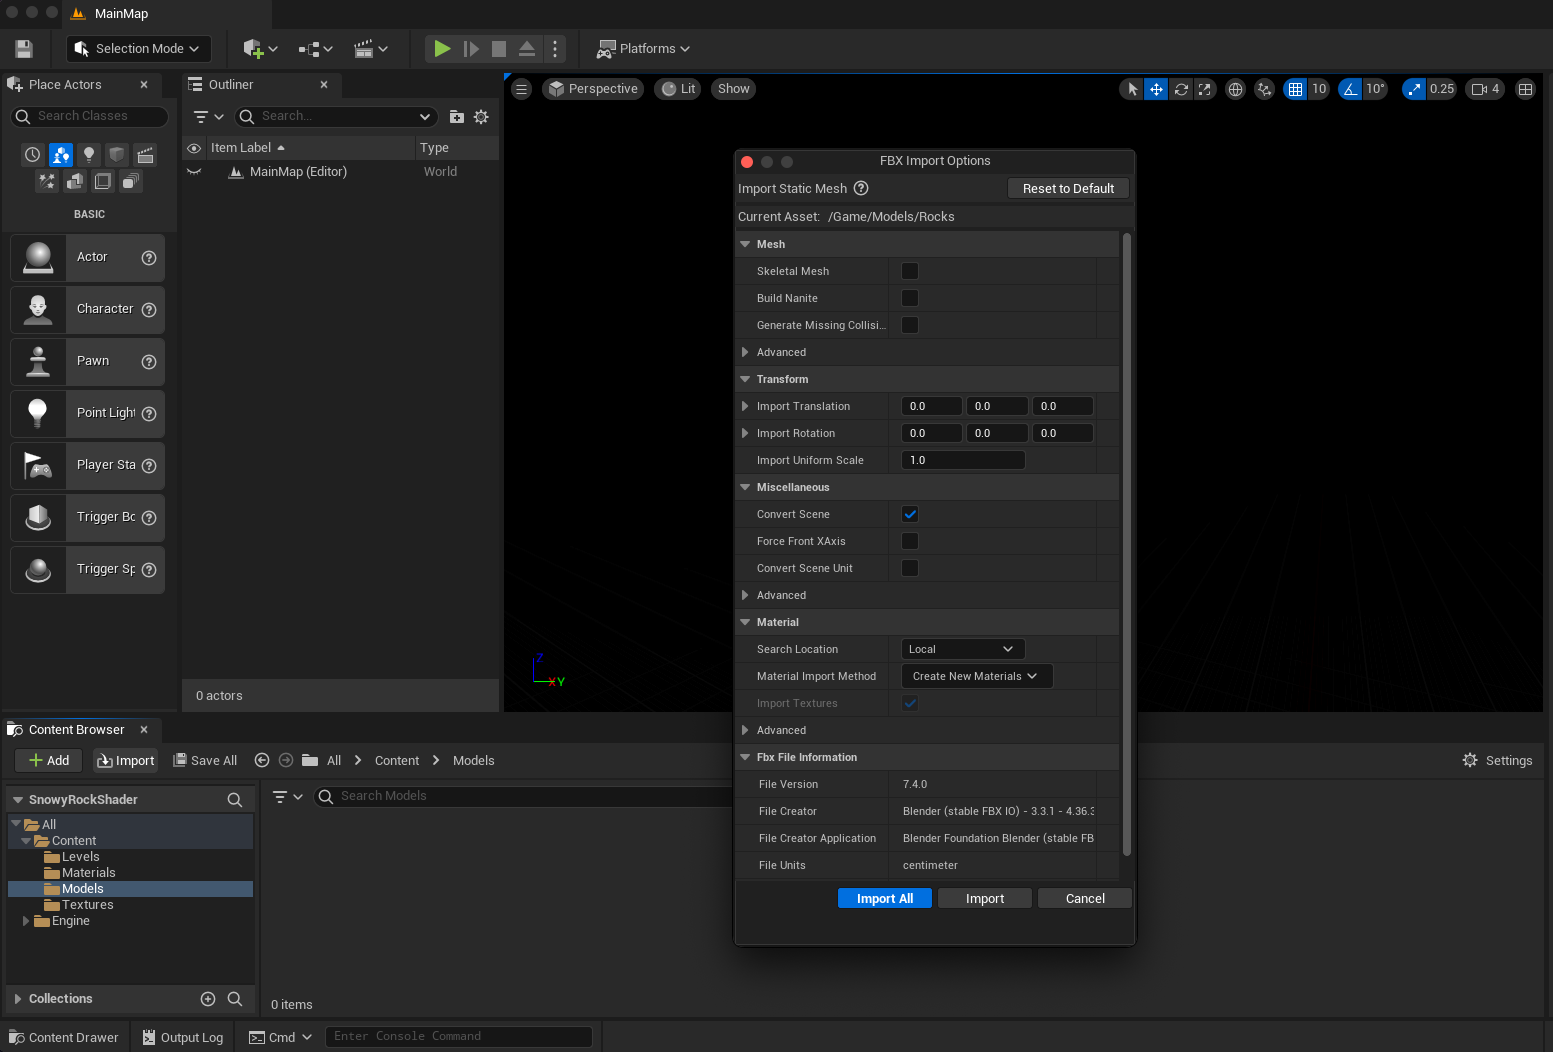 MainMap
Selection Mode
Platforms
Place Actors
Outliner
Perspective
Lit
Show
10
10°
0.25
4
Search Classes
Search...
Item Label
Type
MainMap (Editor)
World
BASIC
Actor
Character
Pawn
Point Light
Player Sta
Trigger Bo
Trigger Sp
0 actors
Z
X
Y
FBX Import Options
Import Static Mesh
Reset to Default
Current Asset: /Game/Models/Rocks
Mesh
Skeletal Mesh
Build Nanite
Generate Missing Collisi...
Advanced
Transform
Import Translation 0.0 0.0 0.0
Import Rotation 0.0 0.0 0.0
Import Uniform Scale 1.0
Miscellaneous
Convert Scene
Force Front XAxis
Convert Scene Unit
Advanced
Material
Search Location Local
Material Import Method Create New Materials
Import Textures
Advanced
Fbx File Information
File Version 7.4.0
File Creator Blender (stable FBX IO) - 3.3.1 - 4.36.3
File Creator Application Blender Foundation Blender (stable FB
File Units centimeter
Import All
Import
Cancel
Content Browser
Add
Import
Save All
All
Content
Models
Settings
SnowyRockShader
Search Models
All
Content
Levels
Materials
Models
Textures
Engine
Collections
0 items
Content Drawer
Output Log
Cmd
Enter Console Command